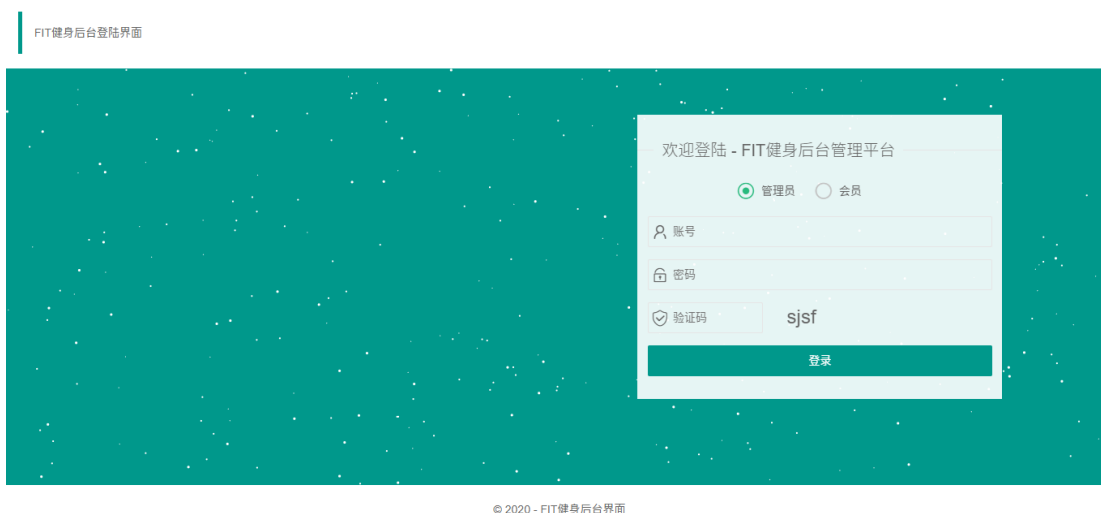 FIT健身后台登陆界面
欢迎登陆 - FIT健身后台管理平台
管理员 会员
账号
密码
验证码 sjsf
登录
© 2020 - FIT健身后台界面